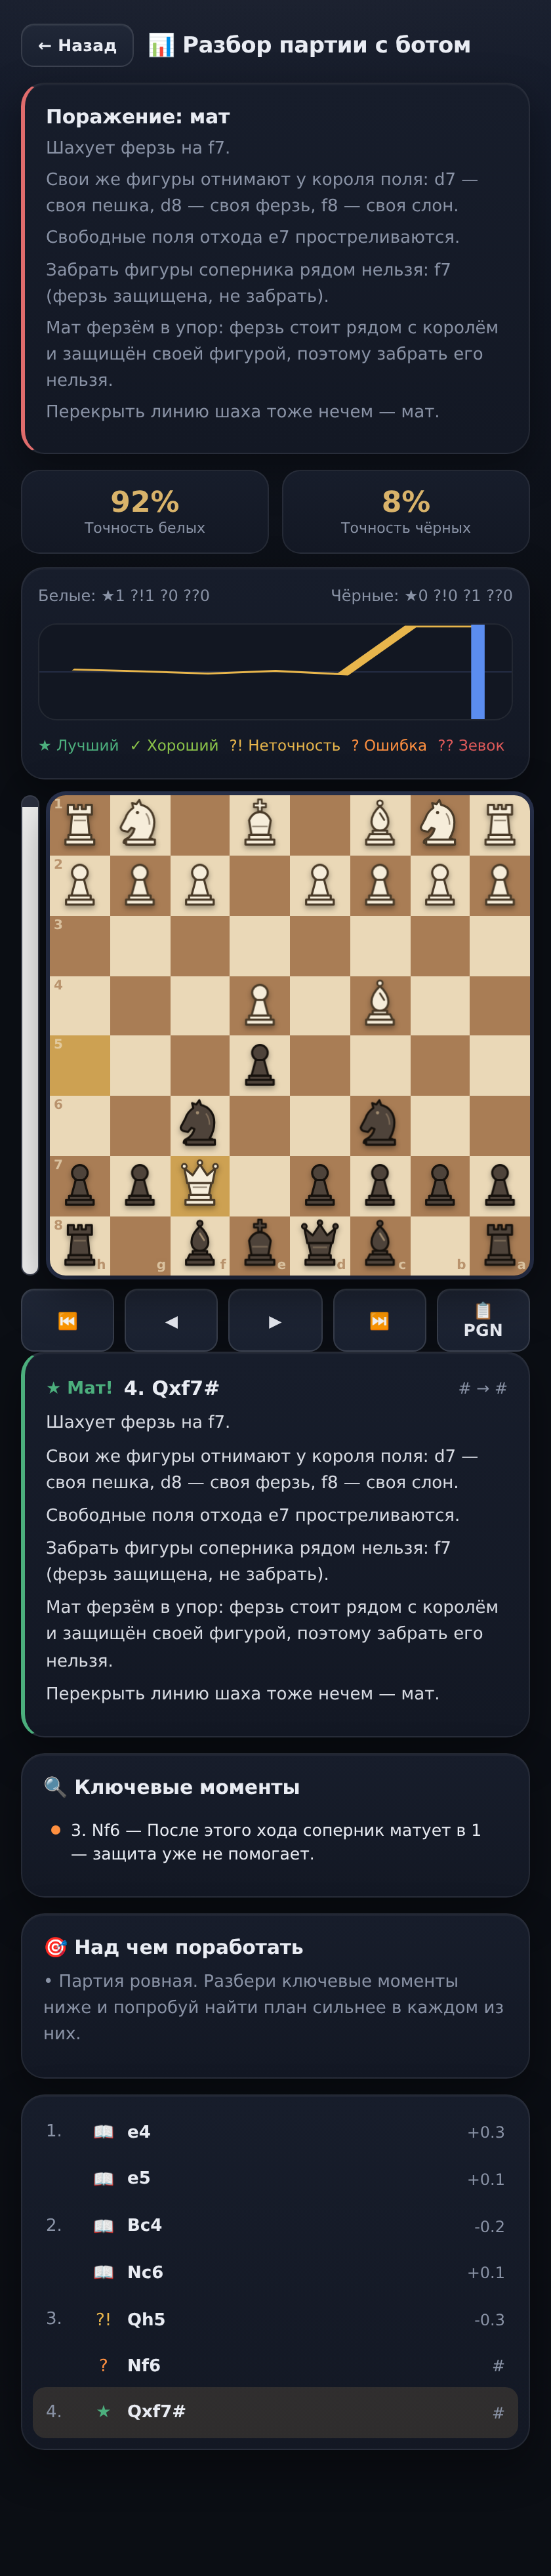 ← Назад 📊 Разбор партии с ботом
Поражение: мат
Шахует ферзь на f7.
Свои же фигуры отнимают у короля поля: d7 —
своя пешка, d8 — своя ферзь, f8 — своя слон.
Свободные поля отхода e7 простреливаются.
Забрать фигуры соперника рядом нельзя: f7
(ферзь защищена, не забрать).
Мат ферзём в упор: ферзь стоит рядом с королём
и защищён своей фигурой, поэтому забрать его
нельзя.
Перекрыть линию шаха тоже нечем — мат.
92%
Точность белых
8%
Точность чёрных
Белые: ★1 ?!1 ?0 ??0
Чёрные: ★0 ?!0 ?1 ??0
★ Лучший ✓ Хороший ?! Неточность ? Ошибка ?? Зевок
1
2
3
4
5
6
7
8
h g f e d c b a
⏮ ◀ ▶ ⏭ 📋
PGN
★ Мат! 4. Qxf7# # → #
Шахует ферзь на f7.
Свои же фигуры отнимают у короля поля: d7 —
своя пешка, d8 — своя ферзь, f8 — своя слон.
Свободные поля отхода e7 простреливаются.
Забрать фигуры соперника рядом нельзя: f7
(ферзь защищена, не забрать).
Мат ферзём в упор: ферзь стоит рядом с королём
и защищён своей фигурой, поэтому забрать его
нельзя.
Перекрыть линию шаха тоже нечем — мат.
🔍 Ключевые моменты
3. Nf6 — После этого хода соперник матует в 1
— защита уже не помогает.
🎯 Над чем поработать
• Партия ровная. Разбери ключевые моменты
ниже и попробуй найти план сильнее в каждом из
них.
1. 📖 e4 +0.3
📖 e5 +0.1
2. 📖 Bc4 -0.2
📖 Nc6 +0.1
3. ?! Qh5 -0.3
? Nf6 #
4. ★ Qxf7# #